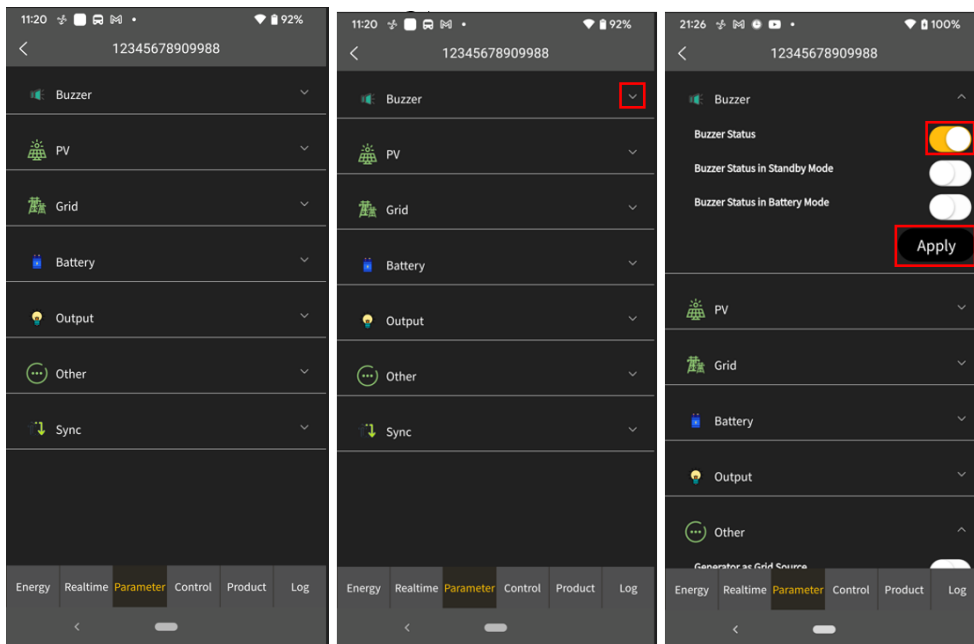 11:20 92%
12345678909988
Buzzer
PV
Grid
Battery
Output
Other
Sync
Energy Realtime Parameter Control Product Log
11:20 92%
12345678909988
Buzzer
PV
Grid
Battery
Output
Other
Sync
Energy Realtime Parameter Control Product Log
21:26 100%
12345678909988
Buzzer
Buzzer Status
Buzzer Status in Standby Mode
Buzzer Status in Battery Mode
Apply
PV
Grid
Battery
Output
Other
Generator as Grid Source
Energy Realtime Parameter Control Product Log